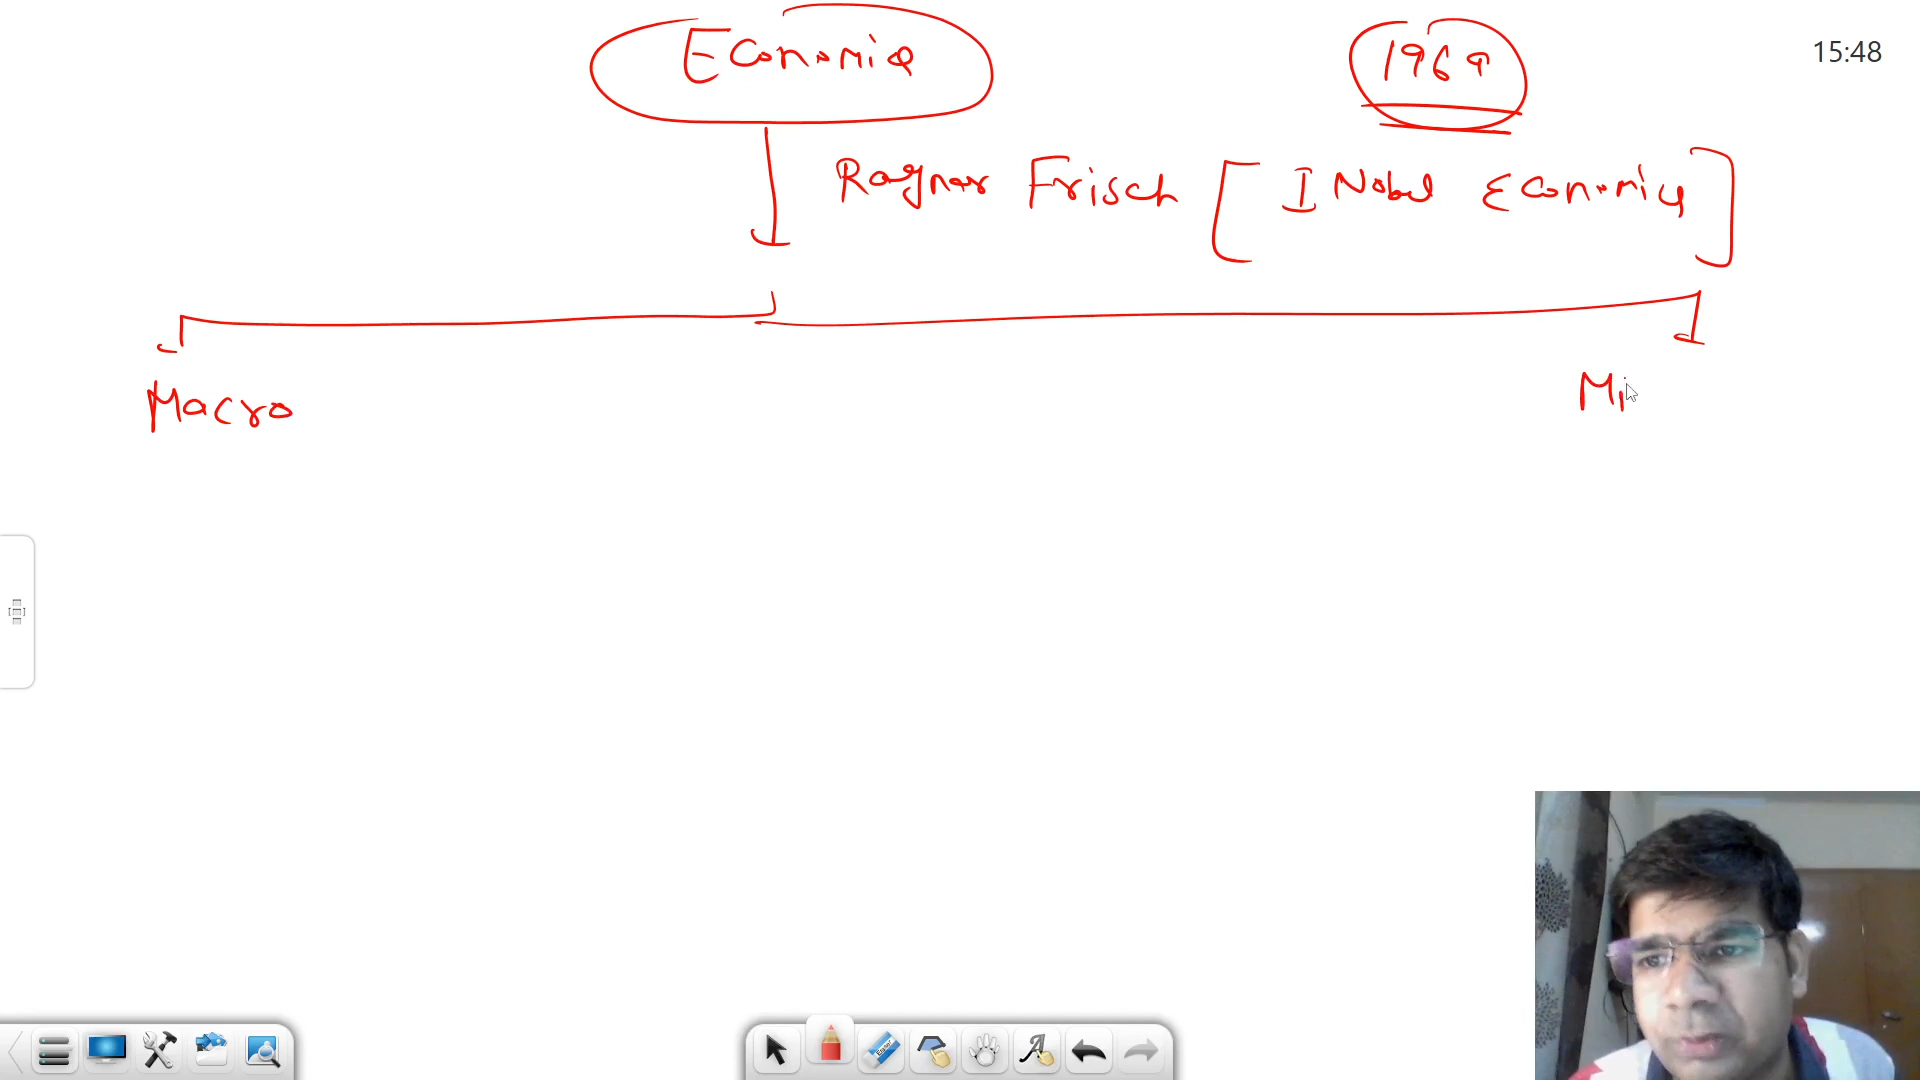 Economics
1969
15:48
Ragnar Frisch [ I Nobel Economics ]
Macro
Mi